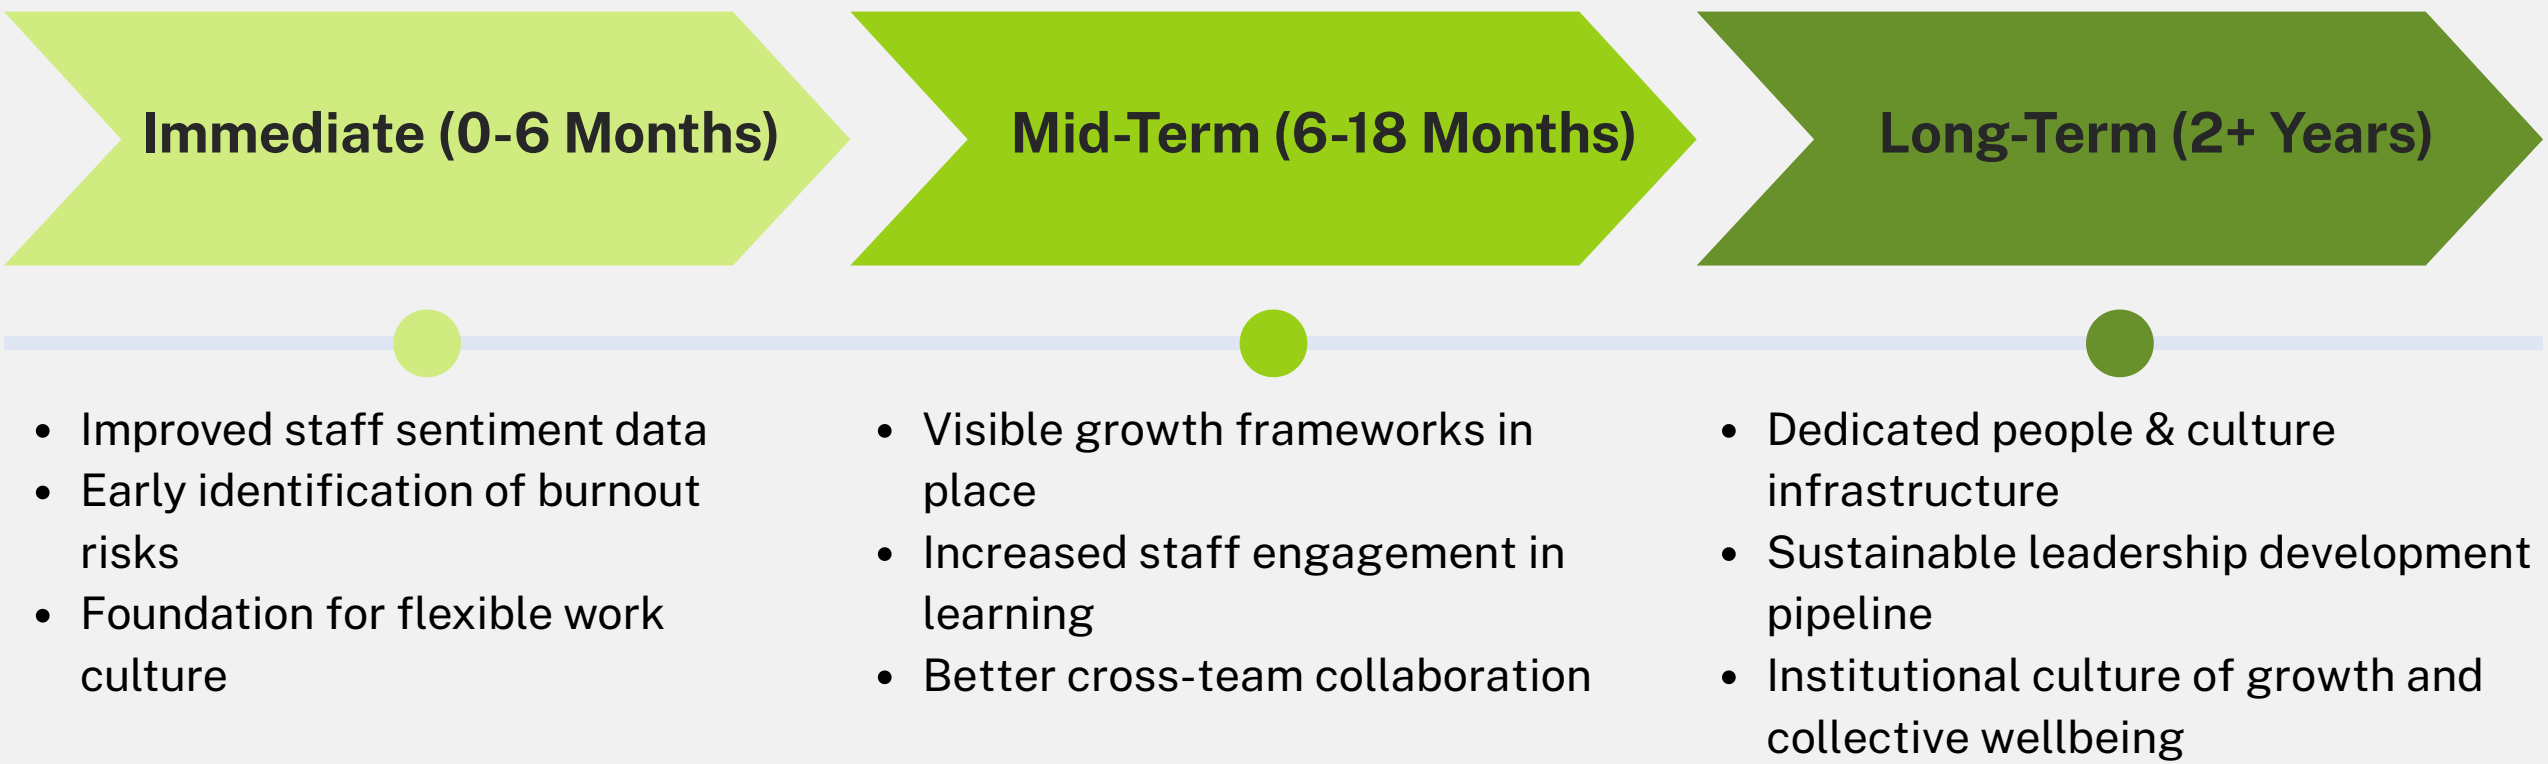 Immediate (0-6 Months)
Mid-Term (6-18 Months)
Long-Term (2+ Years)
• Improved staff sentiment data
• Early identification of burnout
risks
• Foundation for flexible work
culture
• Visible growth frameworks in
place
• Increased staff engagement in
learning
• Better cross-team collaboration
• Dedicated people & culture
infrastructure
• Sustainable leadership development
pipeline
• Institutional culture of growth and
collective wellbeing